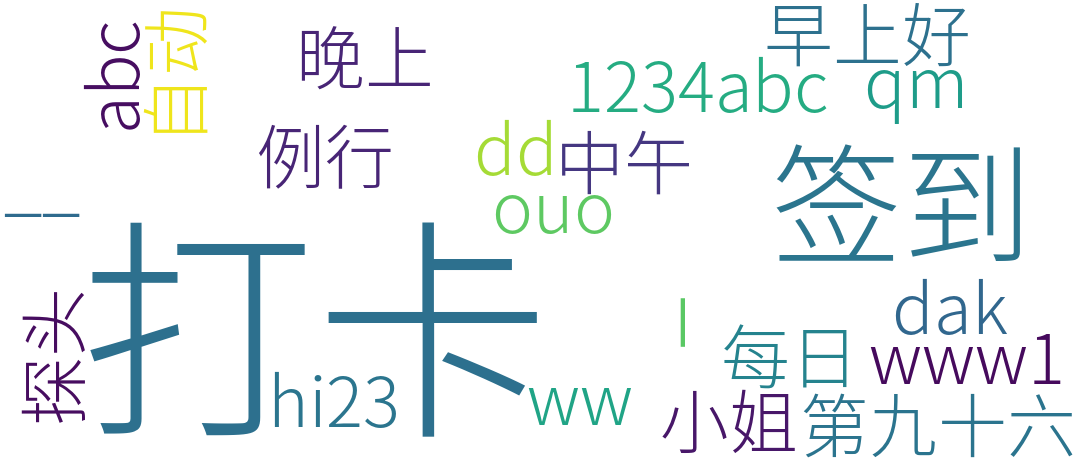 早上好
晚上
abc
自动
1234abc
qm
例行
dd
中午
签到
ouo
__
打卡
dak
l
探头
每日
www1
hi23
ww
小姐
第九十六